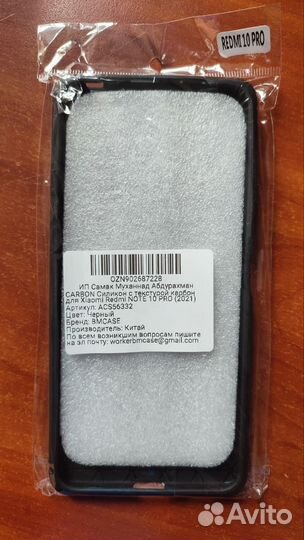 REDMI 10 PRO
OZN902687228
ИП Самак Муханнад Абдурахман
CARBON Силикон с текстурой карбон
для Xiaomi Redmi NOTE 10 PRO (2021)
Артикул: ACS56332
Цвет: Черный
Бренд: BMCASE
Производитель: Китай
По всем возникшим вопросам пишите
на эл почту: workerbmcase@gmail.com
Avito